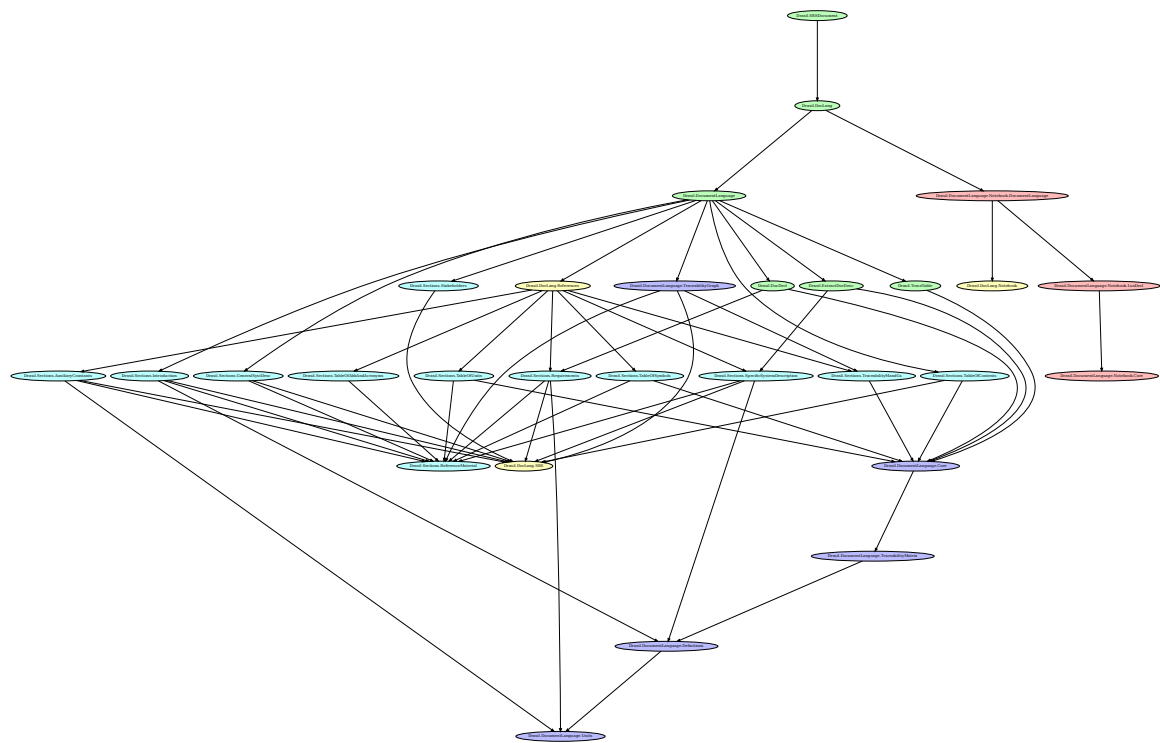 Drasil.SRSDocument
Drasil.DocLang
Drasil.DocumentLanguage
Drasil.DocumentLanguage.Notebook.DocumentLanguage
Drasil.Sections.Stakeholders
Drasil.DocLang.References
Drasil.DocumentLanguage.TraceabilityGraph
Drasil.DocDecl
Drasil.ExtractDocDesc
Drasil.TraceTable
Drasil.DocLang.Notebook
Drasil.DocumentLanguage.Notebook.LsnDecl
Drasil.Sections.AuxiliaryConstants
Drasil.Sections.Introduction
Drasil.Sections.GeneralSystDesc
Drasil.Sections.TableOfAbbAndAcronyms
Drasil.Sections.TableOfUnits
Drasil.Sections.Requirements
Drasil.Sections.TableOfSymbols
Drasil.Sections.SpecificSystemDescription
Drasil.Sections.TraceabilityMandGs
Drasil.Sections.TableOfContents
Drasil.DocumentLanguage.Notebook.Core
Drasil.Sections.ReferenceMaterial
Drasil.DocLang.SRS
Drasil.DocumentLanguage.Core
Drasil.DocumentLanguage.TraceabilityMatrix
Drasil.DocumentLanguage.Definitions
Drasil.DocumentLanguage.Units